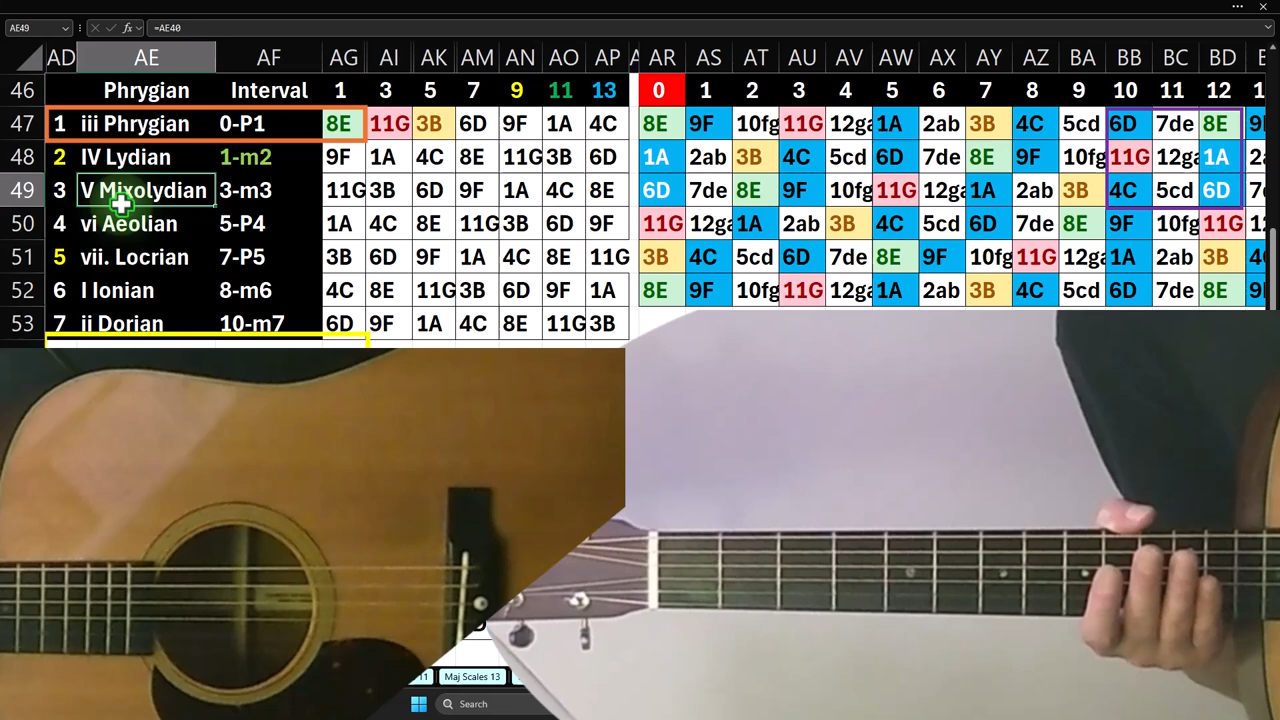 AE49 fx =AE40
AD AE AF AG AI AK AM AN AO AP A AR AS AT AU AV AW AX AY AZ BA BB BC BD
46 Phrygian Interval 1 3 5 7 9 11 13 0 1 2 3 4 5 6 7 8 9 10 11 12
47 1 iii Phrygian 0-P1 8E 11G 3B 6D 9F 1A 4C 8E 9F 10fg 11G 12ga 1A 2ab 3B 4C 5cd 6D 7de 8E
48 2 IV Lydian 1-m2 9F 1A 4C 8E 11G 3B 6D 1A 2ab 3B 4C 5cd 6D 7de 8E 9F 10fg 11G 12ga 1A
49 3 V Mixolydian 3-m3 11G 3B 6D 9F 1A 4C 8E 6D 7de 8E 9F 10fg 11G 12ga 1A 2ab 3B 4C 5cd 6D
50 4 vi Aeolian 5-P4 1A 4C 8E 11G 3B 6D 9F 11G 12ga 1A 2ab 3B 4C 5cd 6D 7de 8E 9F 10fg 11G
51 5 vii. Locrian 7-P5 3B 6D 9F 1A 4C 8E 11G 3B 4C 5cd 6D 7de 8E 9F 10fg 11G 12ga 1A 2ab 3B
52 6 I Ionian 8-m6 4C 8E 11G 3B 6D 9F 1A 8E 9F 10fg 11G 12ga 1A 2ab 3B 4C 5cd 6D 7de 8E
53 7 ii Dorian 10-m7 6D 9F 1A 4C 8E 11G 3B
11 Maj Scales 13
Search